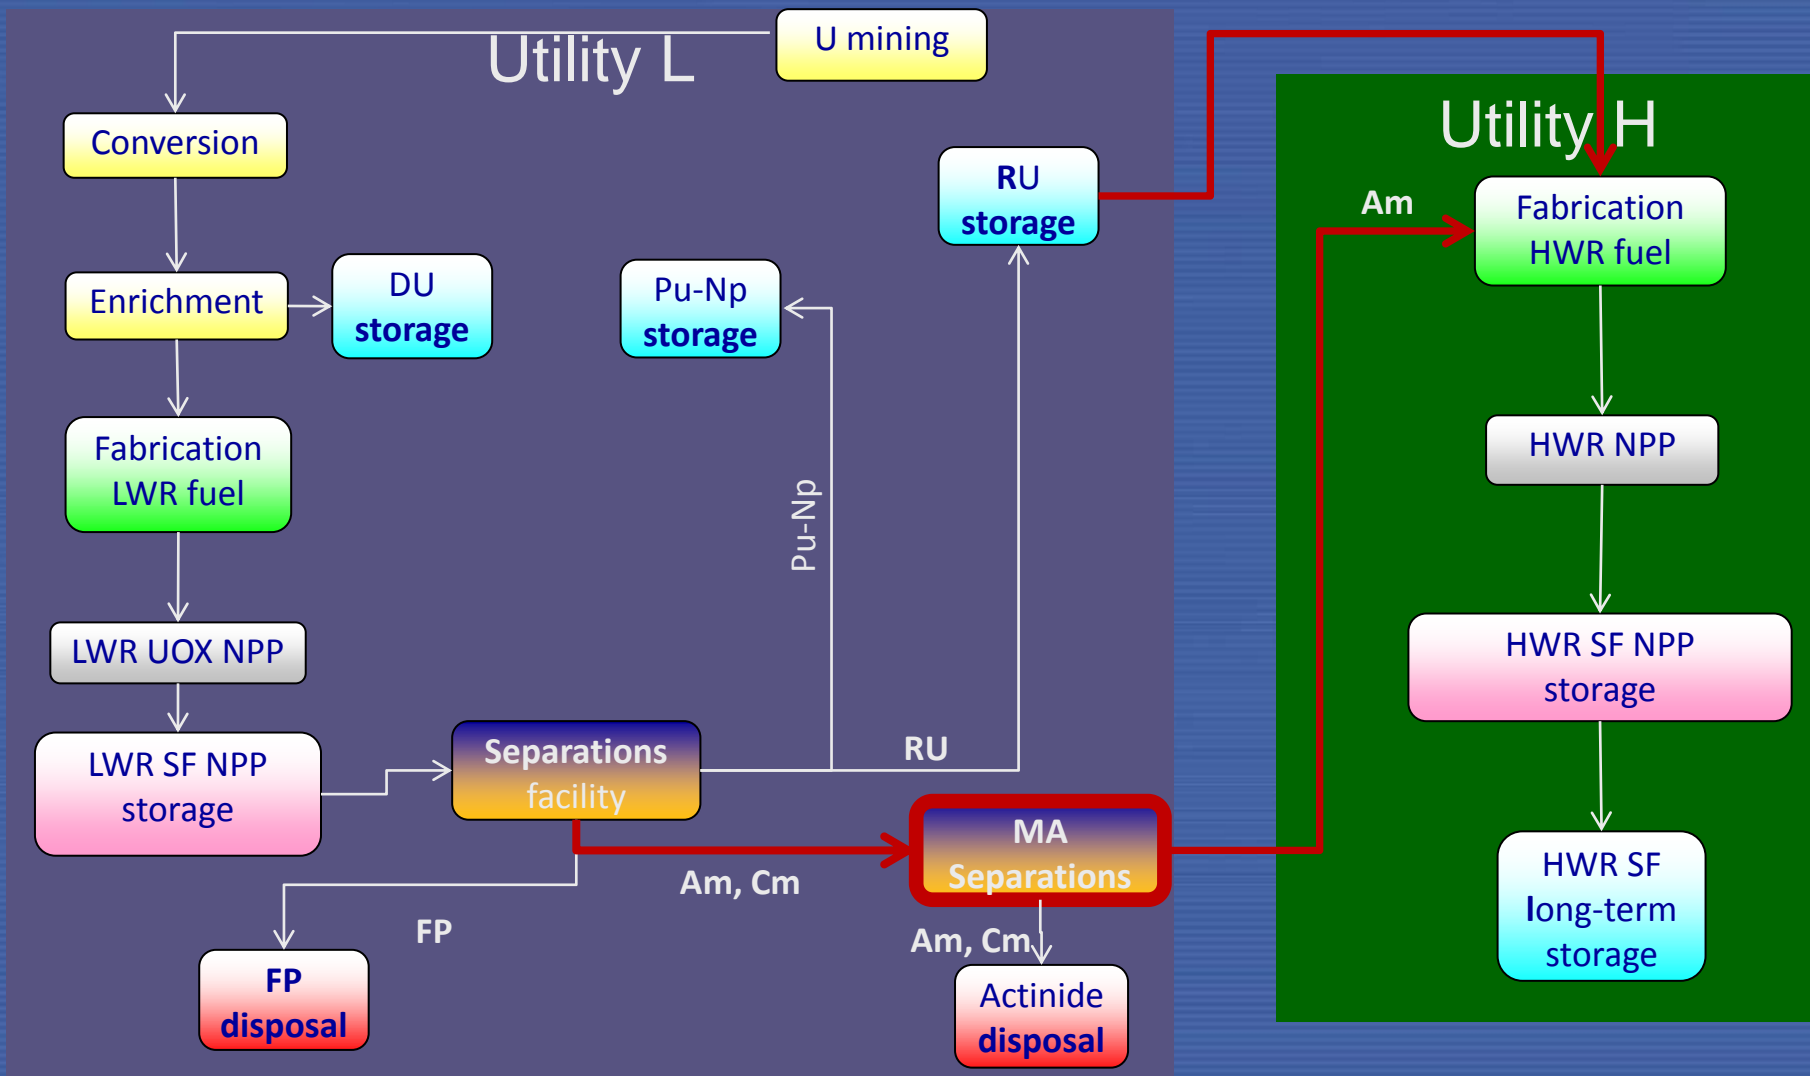 U mining
Utility L
Utility H
Conversion
RU
storage
Am
Fabrication
HWR fuel
Enrichment
DU
storage
Pu-Np
storage
Fabrication
LWR fuel
HWR NPP
Pu-Np
LWR UOX NPP
HWR SF NPP
storage
LWR SF NPP
storage
Separations
facility
RU
MA
Separations
Am, Cm
HWR SF
long-term
storage
FP
Am, Cm
FP
disposal
Actinide
disposal